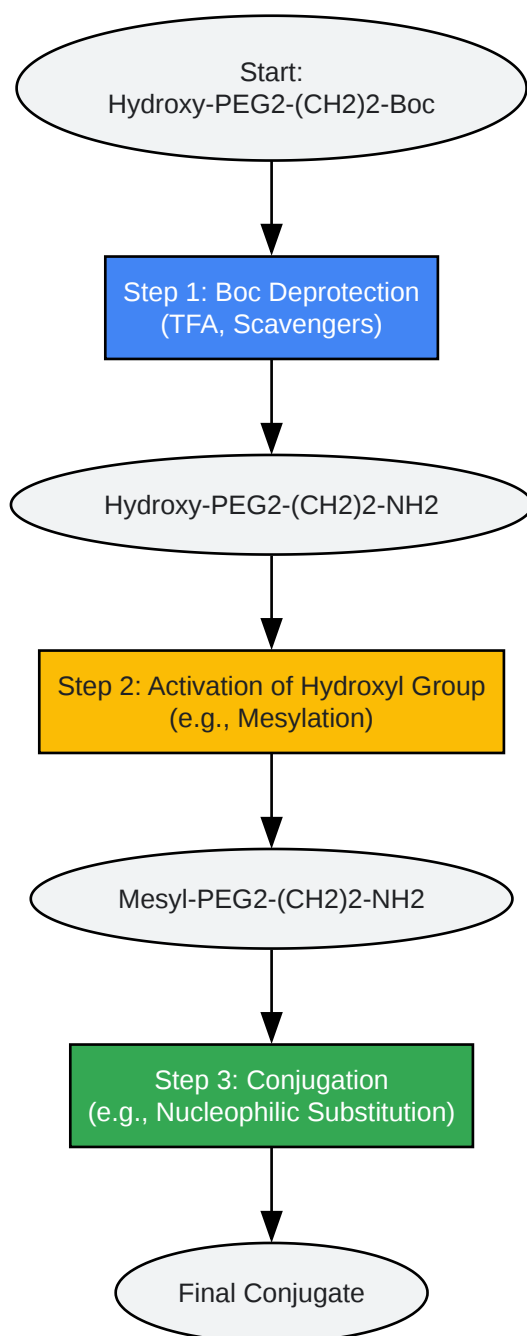 Start:
Hydroxy-PEG2-(CH2)2-Boc
Step 1: Boc Deprotection
(TFA, Scavengers)
Hydroxy-PEG2-(CH2)2-NH2
Step 2: Activation of Hydroxyl Group
(e.g., Mesylation)
Mesyl-PEG2-(CH2)2-NH2
Step 3: Conjugation
(e.g., Nucleophilic Substitution)
Final Conjugate